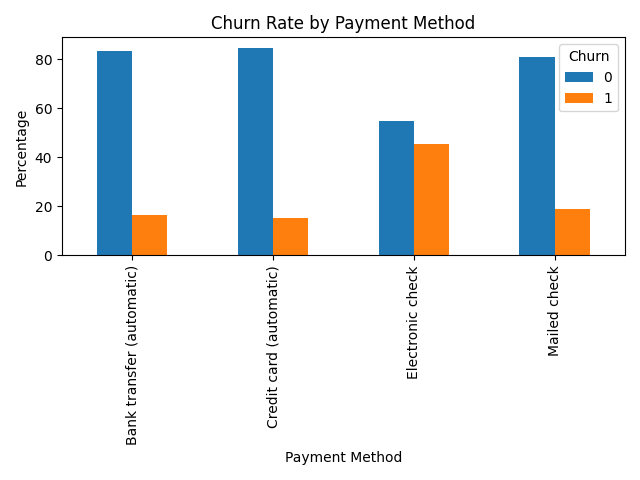 Churn Rate by Payment Method
Churn
0
1
Percentage
80
60
40
20
0
Bank transfer (automatic)
Credit card (automatic)
Electronic check
Mailed check
Payment Method